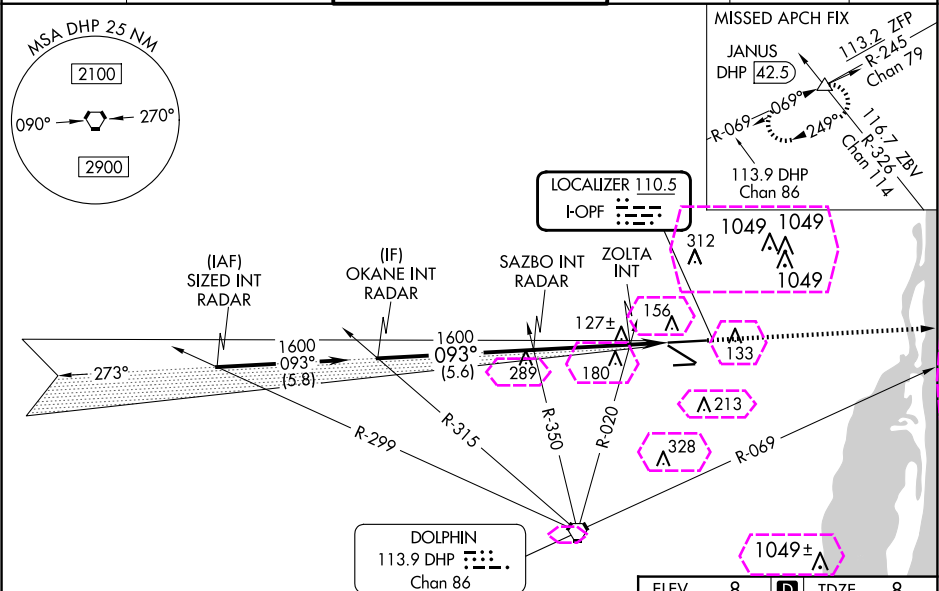 MSA DHP 25 NM
2100
090°
270°
2900
MISSED APCH FIX
JANUS
DHP 42.5
113.2 ZFP
R-245
Chan 79
R-069
069°
249°
116.7 ZBV
R-326
Chan 114
113.9 DHP
Chan 86
LOCALIZER 110.5
I-OPF
312
1049
1049
1049
(IAF)
SIZED INT
RADAR
(IF)
OKANE INT
RADAR
SAZBO INT
RADAR
ZOLTA
INT
156
127±
1600
093°
(5.8)
1600
093°
(5.6)
273°
289
180
133
213
328
R-299
R-315
R-350
R-020
R-069
DOLPHIN
113.9 DHP
Chan 86
1049±
ELEV 8 D TDZE 8